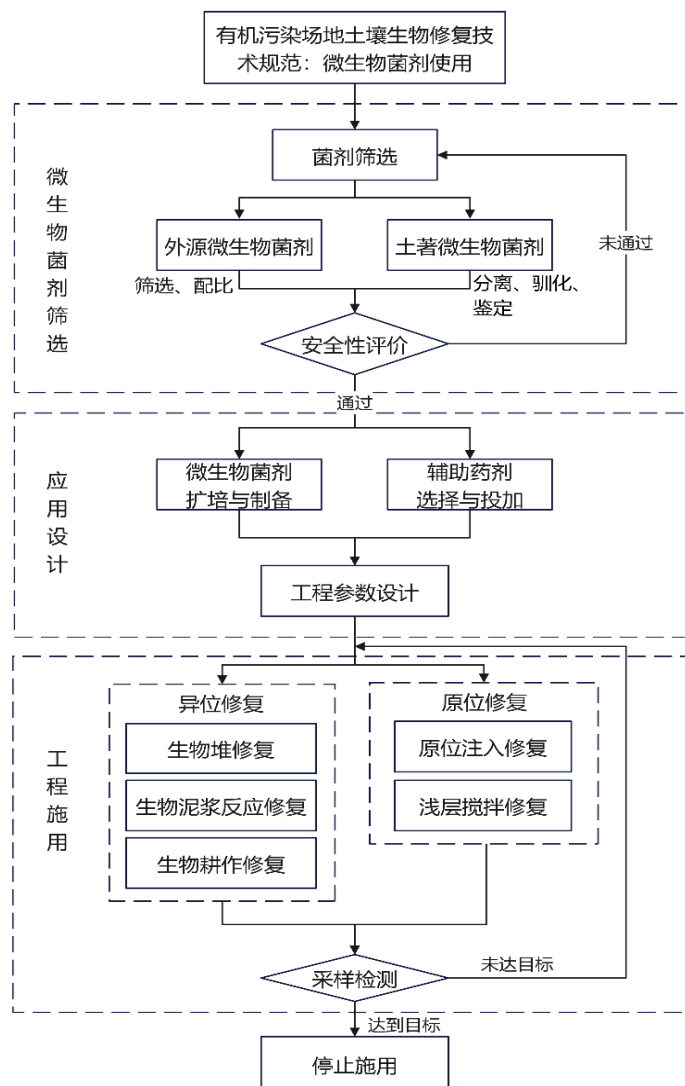 有机污染场地土壤生物修复技
术规范：微生物菌剂使用
微生物菌剂筛选
菌剂筛选
外源微生物菌剂
土著微生物菌剂
未通过
筛选、配比
分离、驯化、
鉴定
安全性评价
通过
应用设计
微生物菌剂
扩培与制备
辅助药剂
选择与投加
工程参数设计
工程施用
异位修复
生物堆修复
生物泥浆反应修复
生物耕作修复
原位修复
原位注入修复
浅层搅拌修复
采样检测
未达目标
达到目标
停止施用